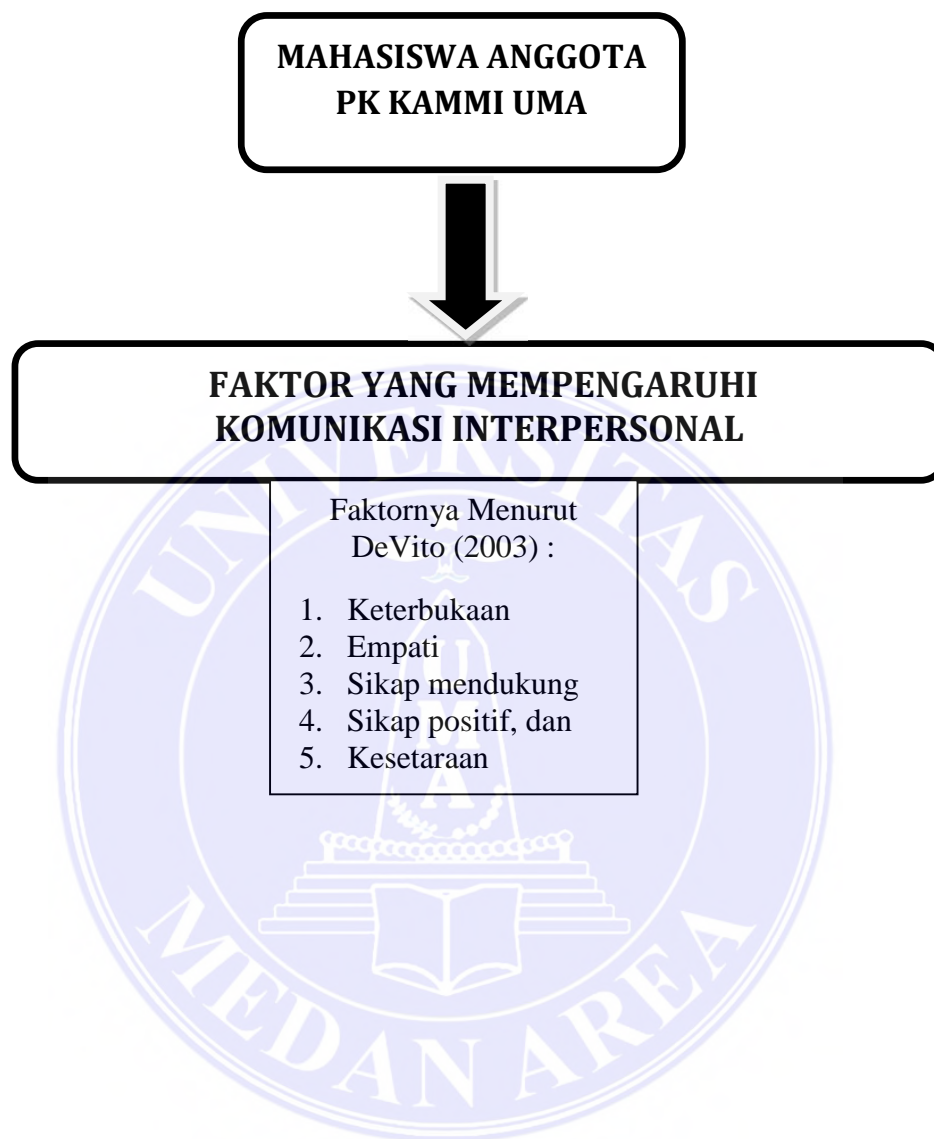 MAHASISWA ANGGOTA
PK KAMMI UMA
FAKTOR YANG MEMPENGARUHI
KOMUNIKASI INTERPERSONAL
Faktornya Menurut
DeVito (2003) :
1. Keterbukaan
2. Empati
3. Sikap mendukung
4. Sikap positif, dan
5. Kesetaraan
UNIVERSITAS
UMA
MEDAN AREA